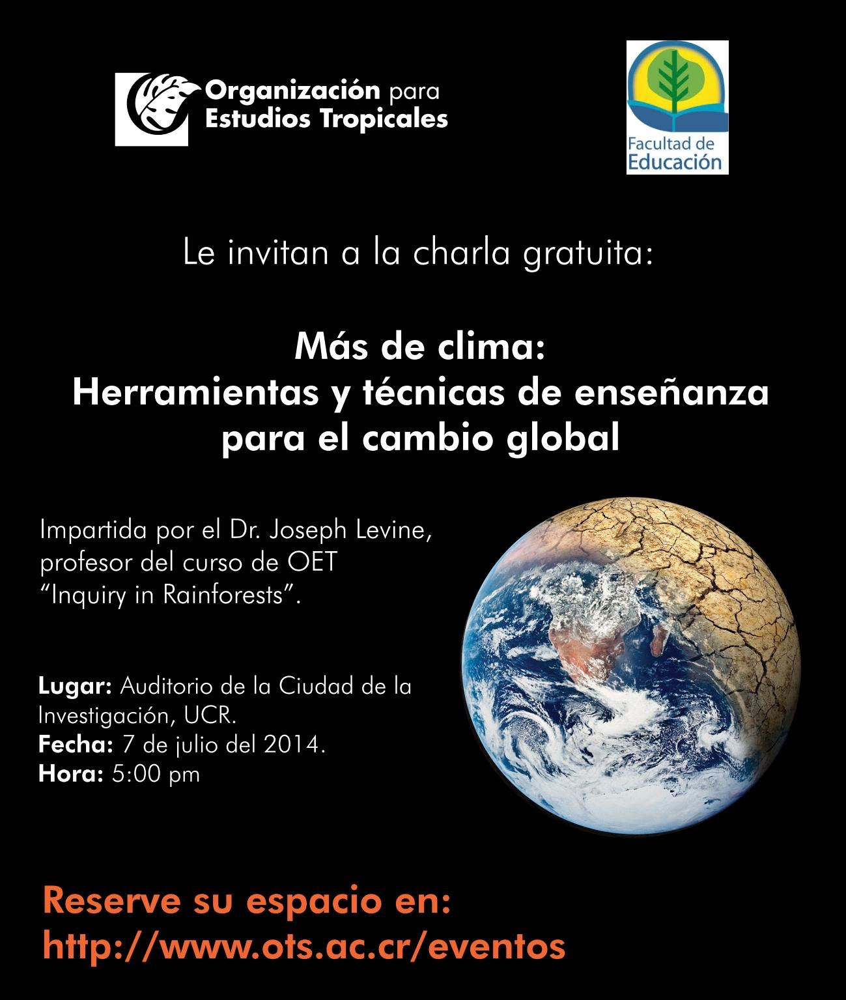 Organización para
Estudios Tropicales
Facultad de
Educación
Le invitan a la charla gratuita:
Más de clima:
Herramientas y técnicas de enseñanza
para el cambio global
Impartida por el Dr. Joseph Levine,
profesor del curso de OET
“Inquiry in Rainforests”.
Lugar: Auditorio de la Ciudad de la
Investigación, UCR.
Fecha: 7 de julio del 2014.
Hora: 5:00 pm
Reserve su espacio en:
http://www.ots.ac.cr/eventos